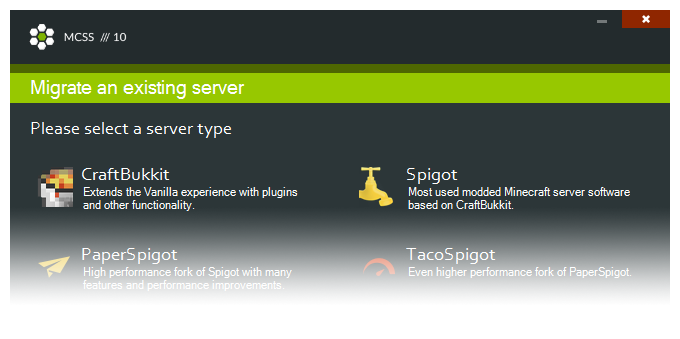 MCSS /// 10
Migrate an existing server
Please select a server type
CraftBukkit
Extends the Vanilla experience with plugins
and other functionality.
Spigot
Most used modded Minecraft server software
based on CraftBukkit.
PaperSpigot
High performance fork of Spigot with many
features and performance improvements.
TacoSpigot
Even higher performance fork of PaperSpigot.